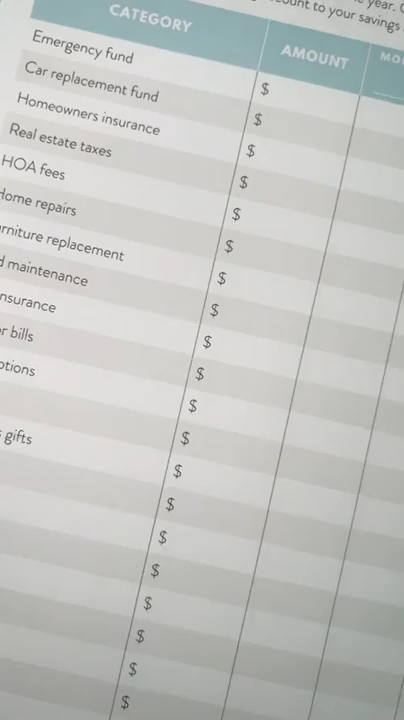 year.
ount to your savings
CATEGORY AMOUNT MO
Emergency fund $
Car replacement fund $
Homeowners insurance $
Real estate taxes $
HOA fees $
Home repairs $
rniture replacement $
d maintenance $
nsurance $
r bills $
otions $
$
gifts $
$
$
$
$
$
$
$